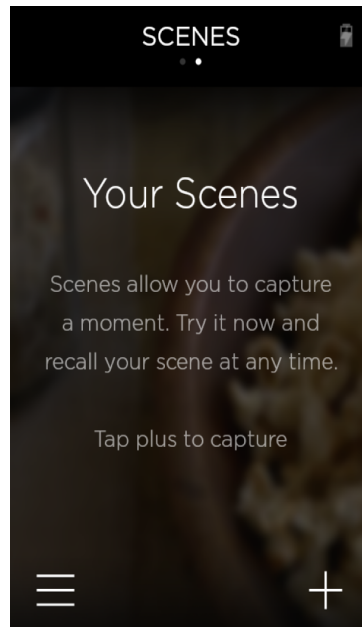 SCENES
Your Scenes
Scenes allow you to capture
a moment. Try it now and
recall your scene at any time.
Tap plus to capture